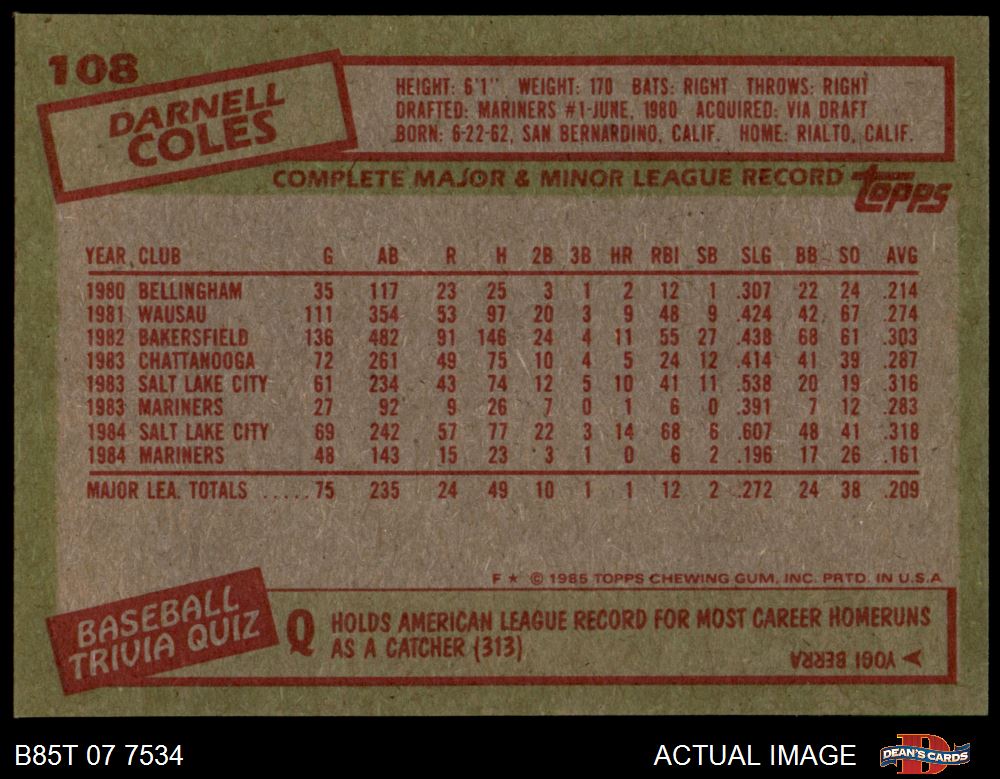 108
DARNELL
COLES
HEIGHT: 6'1" WEIGHT: 170 BATS: RIGHT THROWS: RIGHT
DRAFTED: MARINERS #1-JUNE, 1980 ACQUIRED: VIA DRAFT
BORN: 6-22-62, SAN BERNARDINO, CALIF. HOME: RIALTO, CALIF.
COMPLETE MAJOR & MINOR LEAGUE RECORD topps
YEAR CLUB G AB R H 2B 3B HR RBI SB SLG BB SO AVG
1980 BELLINGHAM 35 117 23 25 3 1 2 12 1 .307 22 24 .214
1981 WAUSAU 111 354 53 97 20 3 9 48 9 .424 42 67 .274
1982 BAKERSFIELD 136 482 91 146 24 4 11 55 27 .438 68 61 .303
1983 CHATTANOOGA 72 261 49 75 10 4 5 24 12 .414 41 39 .287
1983 SALT LAKE CITY 61 234 43 74 12 5 10 41 11 .538 20 19 .316
1983 MARINERS 27 92 9 26 7 0 1 6 0 .391 7 12 .283
1984 SALT LAKE CITY 69 242 57 77 22 3 14 68 6 .607 48 41 .318
1984 MARINERS 48 143 15 23 3 1 0 6 2 .196 17 26 .161
MAJOR LEA. TOTALS .....75 235 24 49 10 1 1 12 2 .272 24 38 .209
F ★ © 1985 TOPPS CHEWING GUM, INC. PRTD. IN U.S.A
BASEBALL
TRIVIA QUIZ
Q HOLDS AMERICAN LEAGUE RECORD FOR MOST CAREER HOMERUNS
AS A CATCHER (313)
YOGI BERRA
B85T 07 7534
ACTUAL IMAGE
DEAN'S CARDS